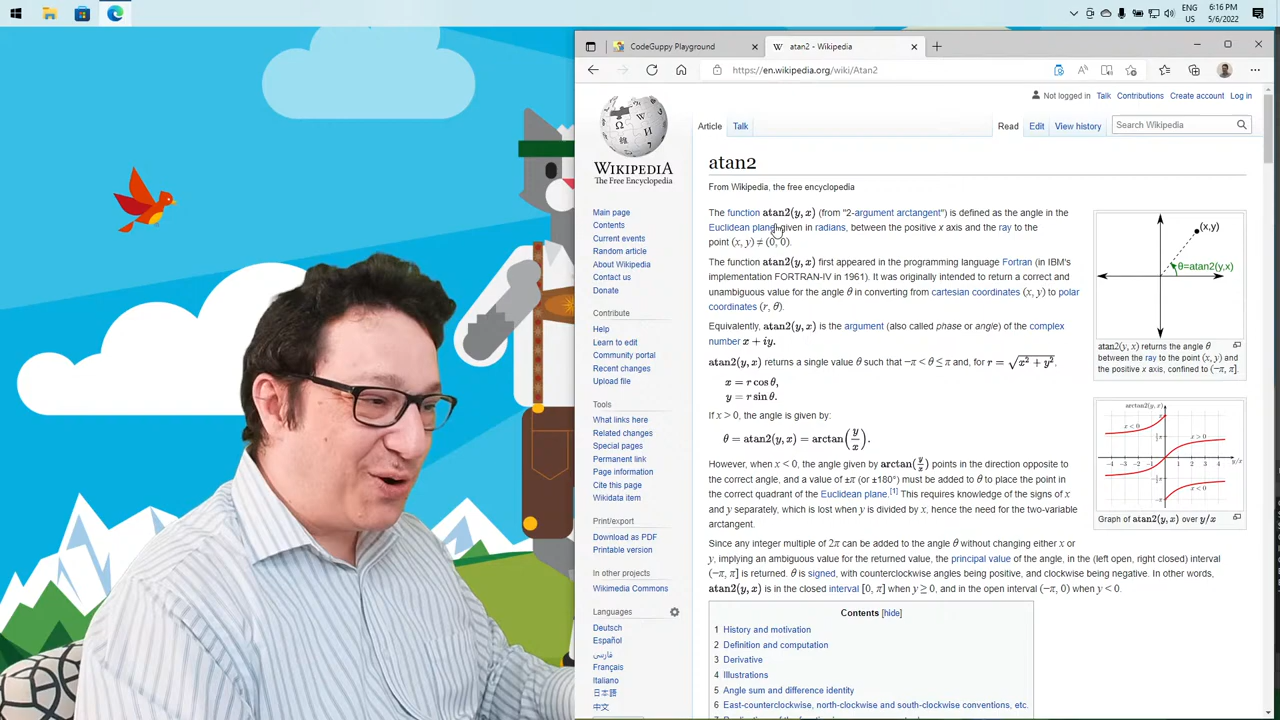 ENG
US
6:16 PM
5/6/2022
CodeGuppy Playground
W atan2 - Wikipedia
https://en.wikipedia.org/wiki/Atan2
WIKIPEDIA
The Free Encyclopedia
Main page
Contents
Current events
Random article
About Wikipedia
Contact us
Donate
Contribute
Help
Learn to edit
Community portal
Recent changes
Upload file
Tools
What links here
Related changes
Special pages
Permanent link
Page information
Cite this page
Wikidata item
Print/export
Download as PDF
Printable version
In other projects
Wikimedia Commons
Languages
Deutsch
Español
فارسی
Français
Italiano
日本語
中文
Not logged in Talk Contributions Create account Log in
Article Talk
Read Edit View history
Search Wikipedia
atan2
From Wikipedia, the free encyclopedia
The function atan2(y, x) (from "2-argument arctangent") is defined as the angle in the
Euclidean plane, given in radians, between the positive x axis and the ray to the
point (x, y) ≠ (0, 0).
The function atan2(y, x) first appeared in the programming language Fortran (in IBM's
implementation FORTRAN-IV in 1961). It was originally intended to return a correct and
unambiguous value for the angle θ in converting from cartesian coordinates (x, y) to polar
coordinates (r, θ).
Equivalently, atan2(y, x) is the argument (also called phase or angle) of the complex
number x + iy.
atan2(y, x) returns a single value θ such that −π < θ ≤ π and, for r = √x² + y²,
x = r cos θ,
y = r sin θ.
If x > 0, the angle is given by:
θ = atan2(y, x) = arctan(y/x).
However, when x < 0, the angle given by arctan(y/x) points in the direction opposite to
the correct angle, and a value of ±π (or ±180°) must be added to θ to place the point in
the correct quadrant of the Euclidean plane.[1] This requires knowledge of the signs of x
and y separately, which is lost when y is divided by x, hence the need for the two-variable
arctangent.
Since any integer multiple of 2π can be added to the angle θ without changing either x or
y, implying an ambiguous value for the returned value, the principal value of the angle, in the (left open, right closed) interval
(−π, π] is returned. θ is signed, with counterclockwise angles being positive, and clockwise being negative. In other words,
atan2(y, x) is in the closed interval [0, π] when y ≥ 0, and in the open interval (−π, 0) when y < 0.
Contents [hide]
1 History and motivation
2 Definition and computation
3 Derivative
4 Illustrations
5 Angle sum and difference identity
6 East-counterclockwise, north-clockwise and south-clockwise conventions, etc.
(x,y)
θ=atan2(y,x)
atan2(y, x) returns the angle θ
between the ray to the point (x, y) and
the positive x axis, confined to (−π, π].
arctan2(y, x)
x < 0
x > 0
−4 −3 −2 −1 1 2 3 4
y/x
x < 0
Graph of atan2(y, x) over y/x